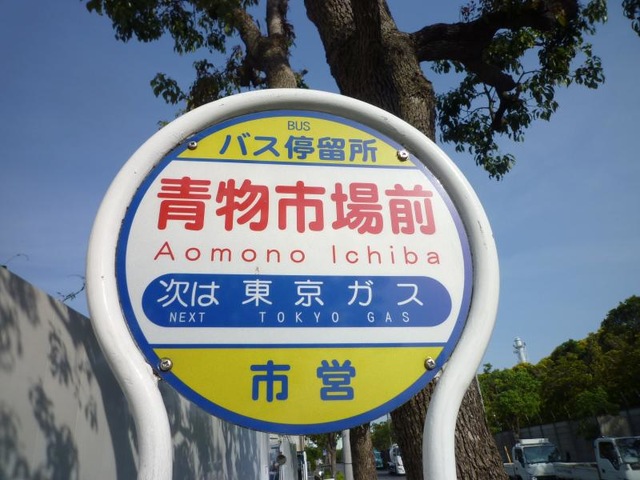 BUS
バス停留所
青物市場前
Aomono Ichiba
次は 東京ガス
NEXT TOKYO GAS
市営